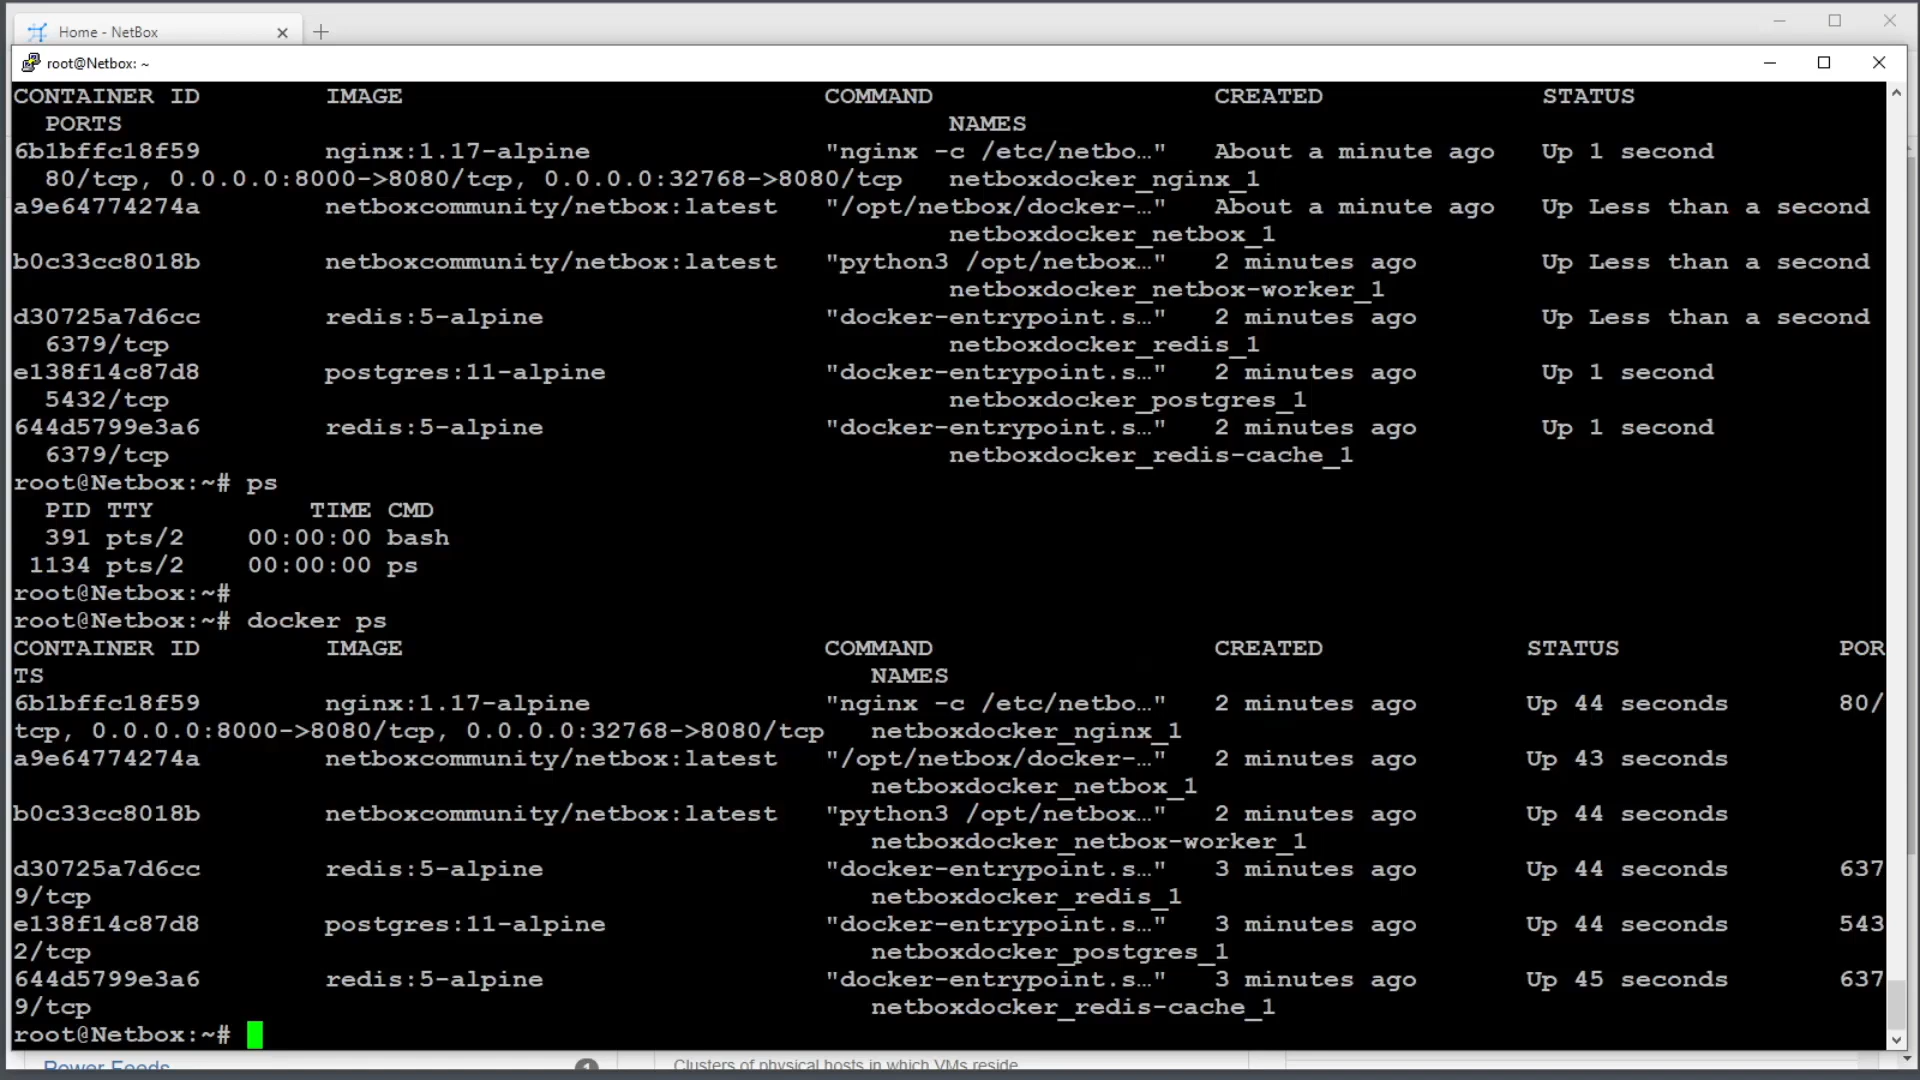 Home - NetBox
root@Netbox: ~
CONTAINER ID        IMAGE                           COMMAND                  CREATED              STATUS
  PORTS                                                     NAMES
6b1bffc18f59        nginx:1.17-alpine               "nginx -c /etc/netbo…"   About a minute ago   Up 1 second
  80/tcp, 0.0.0.0:8000->8080/tcp, 0.0.0.0:32768->8080/tcp   netboxdocker_nginx_1
a9e64774274a        netboxcommunity/netbox:latest   "/opt/netbox/docker-…"   About a minute ago   Up Less than a second
                                                            netboxdocker_netbox_1
b0c33cc8018b        netboxcommunity/netbox:latest   "python3 /opt/netbox…"   2 minutes ago        Up Less than a second
                                                            netboxdocker_netbox-worker_1
d30725a7d6cc        redis:5-alpine                  "docker-entrypoint.s…"   2 minutes ago        Up Less than a second
  6379/tcp                                                  netboxdocker_redis_1
e138f14c87d8        postgres:11-alpine              "docker-entrypoint.s…"   2 minutes ago        Up 1 second
  5432/tcp                                                  netboxdocker_postgres_1
644d5799e3a6        redis:5-alpine                  "docker-entrypoint.s…"   2 minutes ago        Up 1 second
  6379/tcp                                                  netboxdocker_redis-cache_1
root@Netbox:~# ps
  PID TTY          TIME CMD
  391 pts/2    00:00:00 bash
 1134 pts/2    00:00:00 ps
root@Netbox:~#
root@Netbox:~# docker ps
CONTAINER ID        IMAGE                           COMMAND                  CREATED             STATUS              POR
TS                                                     NAMES
6b1bffc18f59        nginx:1.17-alpine               "nginx -c /etc/netbo…"   2 minutes ago       Up 44 seconds       80/
tcp, 0.0.0.0:8000->8080/tcp, 0.0.0.0:32768->8080/tcp   netboxdocker_nginx_1
a9e64774274a        netboxcommunity/netbox:latest   "/opt/netbox/docker-…"   2 minutes ago       Up 43 seconds
                                                       netboxdocker_netbox_1
b0c33cc8018b        netboxcommunity/netbox:latest   "python3 /opt/netbox…"   2 minutes ago       Up 44 seconds
                                                       netboxdocker_netbox-worker_1
d30725a7d6cc        redis:5-alpine                  "docker-entrypoint.s…"   3 minutes ago       Up 44 seconds       637
9/tcp                                                  netboxdocker_redis_1
e138f14c87d8        postgres:11-alpine              "docker-entrypoint.s…"   3 minutes ago       Up 44 seconds       543
2/tcp                                                  netboxdocker_postgres_1
644d5799e3a6        redis:5-alpine                  "docker-entrypoint.s…"   3 minutes ago       Up 45 seconds       637
9/tcp                                                  netboxdocker_redis-cache_1
root@Netbox:~#
Power Feeds
Clusters of physical hosts in which VMs reside